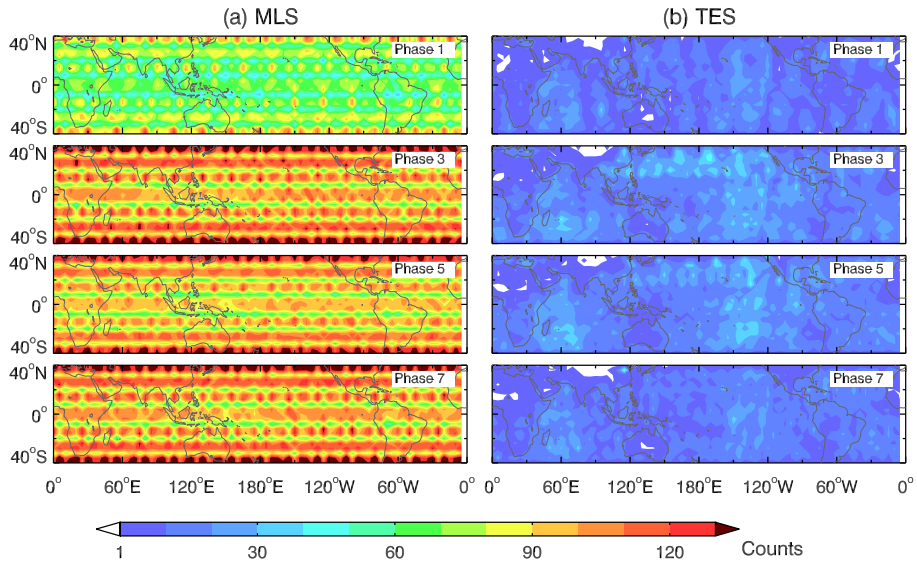 (a) MLS (b) TES
40°N Phase 1 Phase 1
0°
40°S
40°N Phase 3 Phase 3
0°
40°S
40°N Phase 5 Phase 5
0°
40°S
40°N Phase 7 Phase 7
0°
40°S
0° 60°E 120°E 180°E 120°W 60°W 0° 0° 60°E 120°E 180°E 120°W 60°W 0°
1 30 60 90 120 Counts